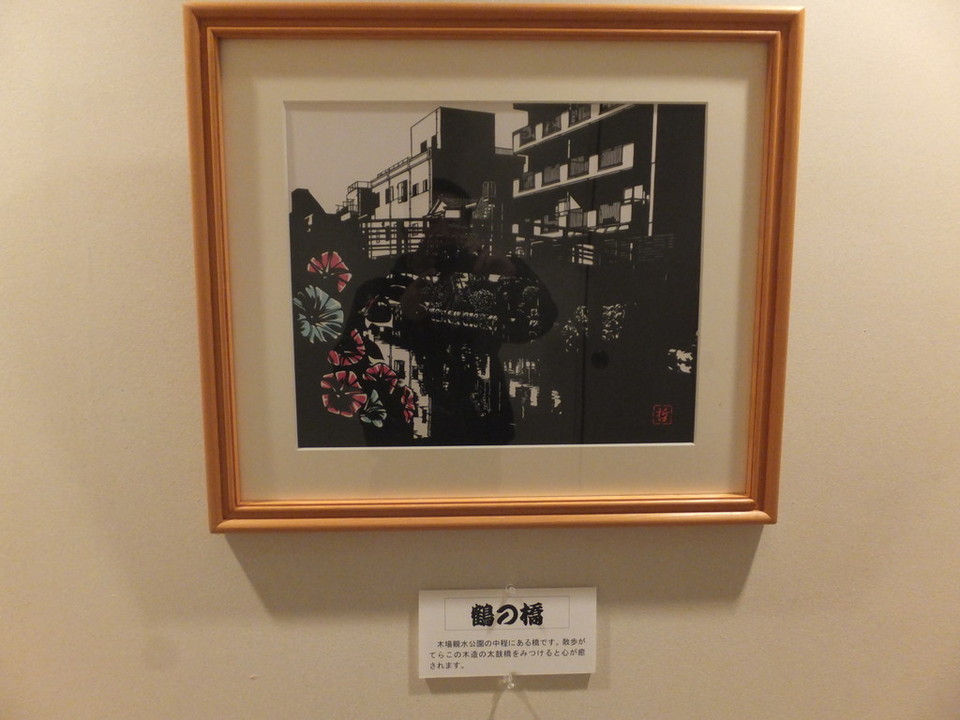 鶴の橋
木場親水公園の中程にある橋です。散歩が
てらこの木造の太鼓橋をみつけると心が癒
されます。